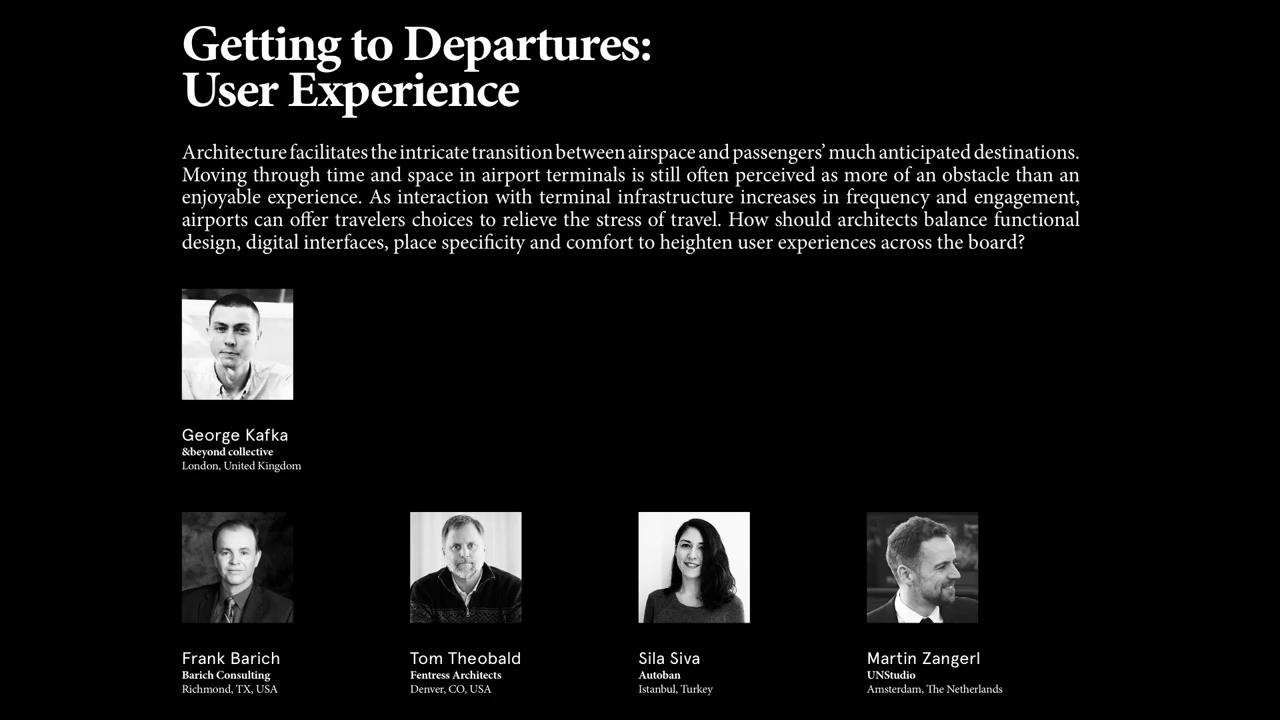 Getting to Departures:
User Experience
Architecture facilitates the intricate transition between airspace and passengers’ much anticipated destinations.
Moving through time and space in airport terminals is still often perceived as more of an obstacle than an
enjoyable experience. As interaction with terminal infrastructure increases in frequency and engagement,
airports can offer travelers choices to relieve the stress of travel. How should architects balance functional
design, digital interfaces, place specificity and comfort to heighten user experiences across the board?
George Kafka
&beyond collective
London, United Kingdom
Frank Barich
Barich Consulting
Richmond, TX, USA
Tom Theobald
Fentress Architects
Denver, CO, USA
Sila Siva
Autoban
Istanbul, Turkey
Martin Zangerl
UNStudio
Amsterdam, The Netherlands